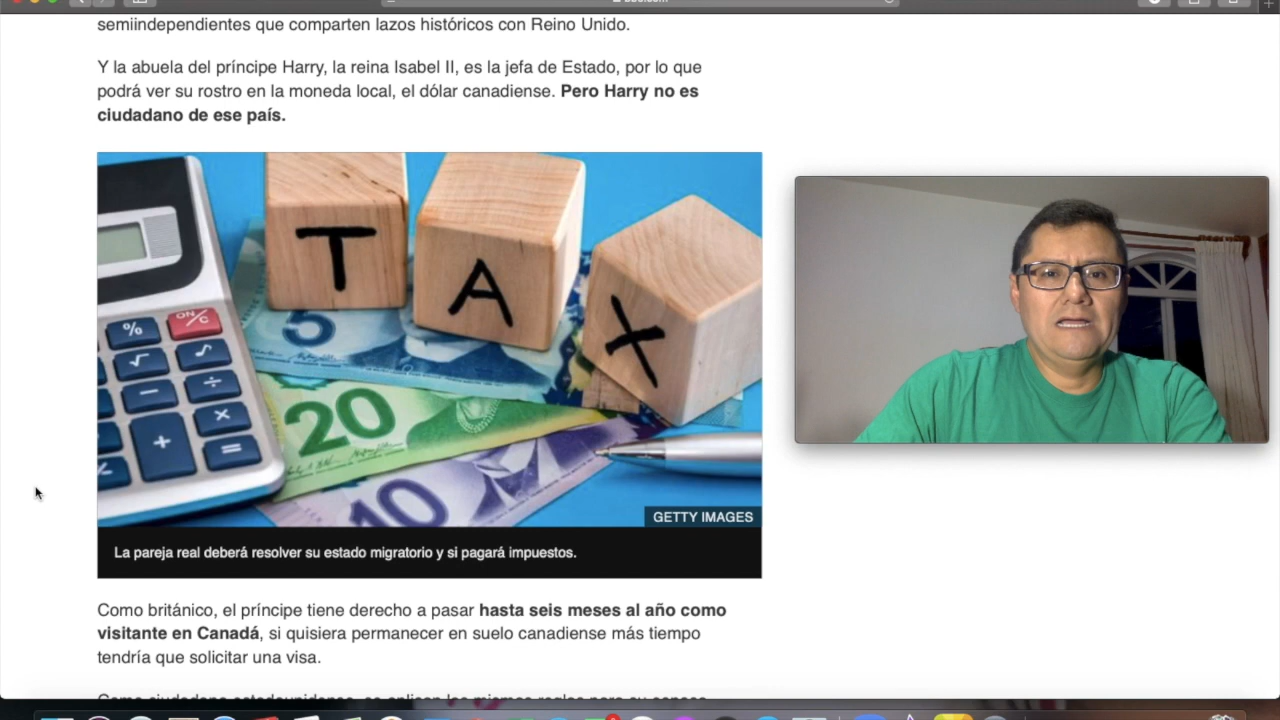 semiindependientes que comparten lazos históricos con Reino Unido.
Y la abuela del príncipe Harry, la reina Isabel II, es la jefa de Estado, por lo que
podrá ver su rostro en la moneda local, el dólar canadiense. Pero Harry no es
ciudadano de ese país.
T A X
% ON/C
√
÷
− ×
+ =
5
20
10
GETTY IMAGES
La pareja real deberá resolver su estado migratorio y si pagará impuestos.
Como británico, el príncipe tiene derecho a pasar hasta seis meses al año como
visitante en Canadá, si quisiera permanecer en suelo canadiense más tiempo
tendría que solicitar una visa.